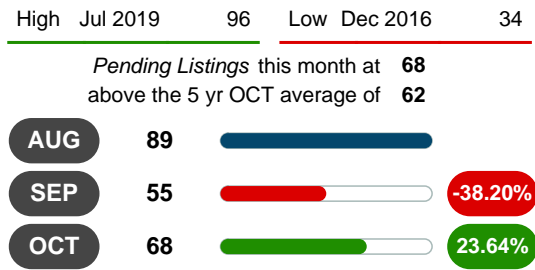 High Jul 2019 96 Low Dec 2016 34
Pending Listings this month at 68
above the 5 yr OCT average of 62
AUG 89
SEP 55 -38.20%
OCT 68 23.64%